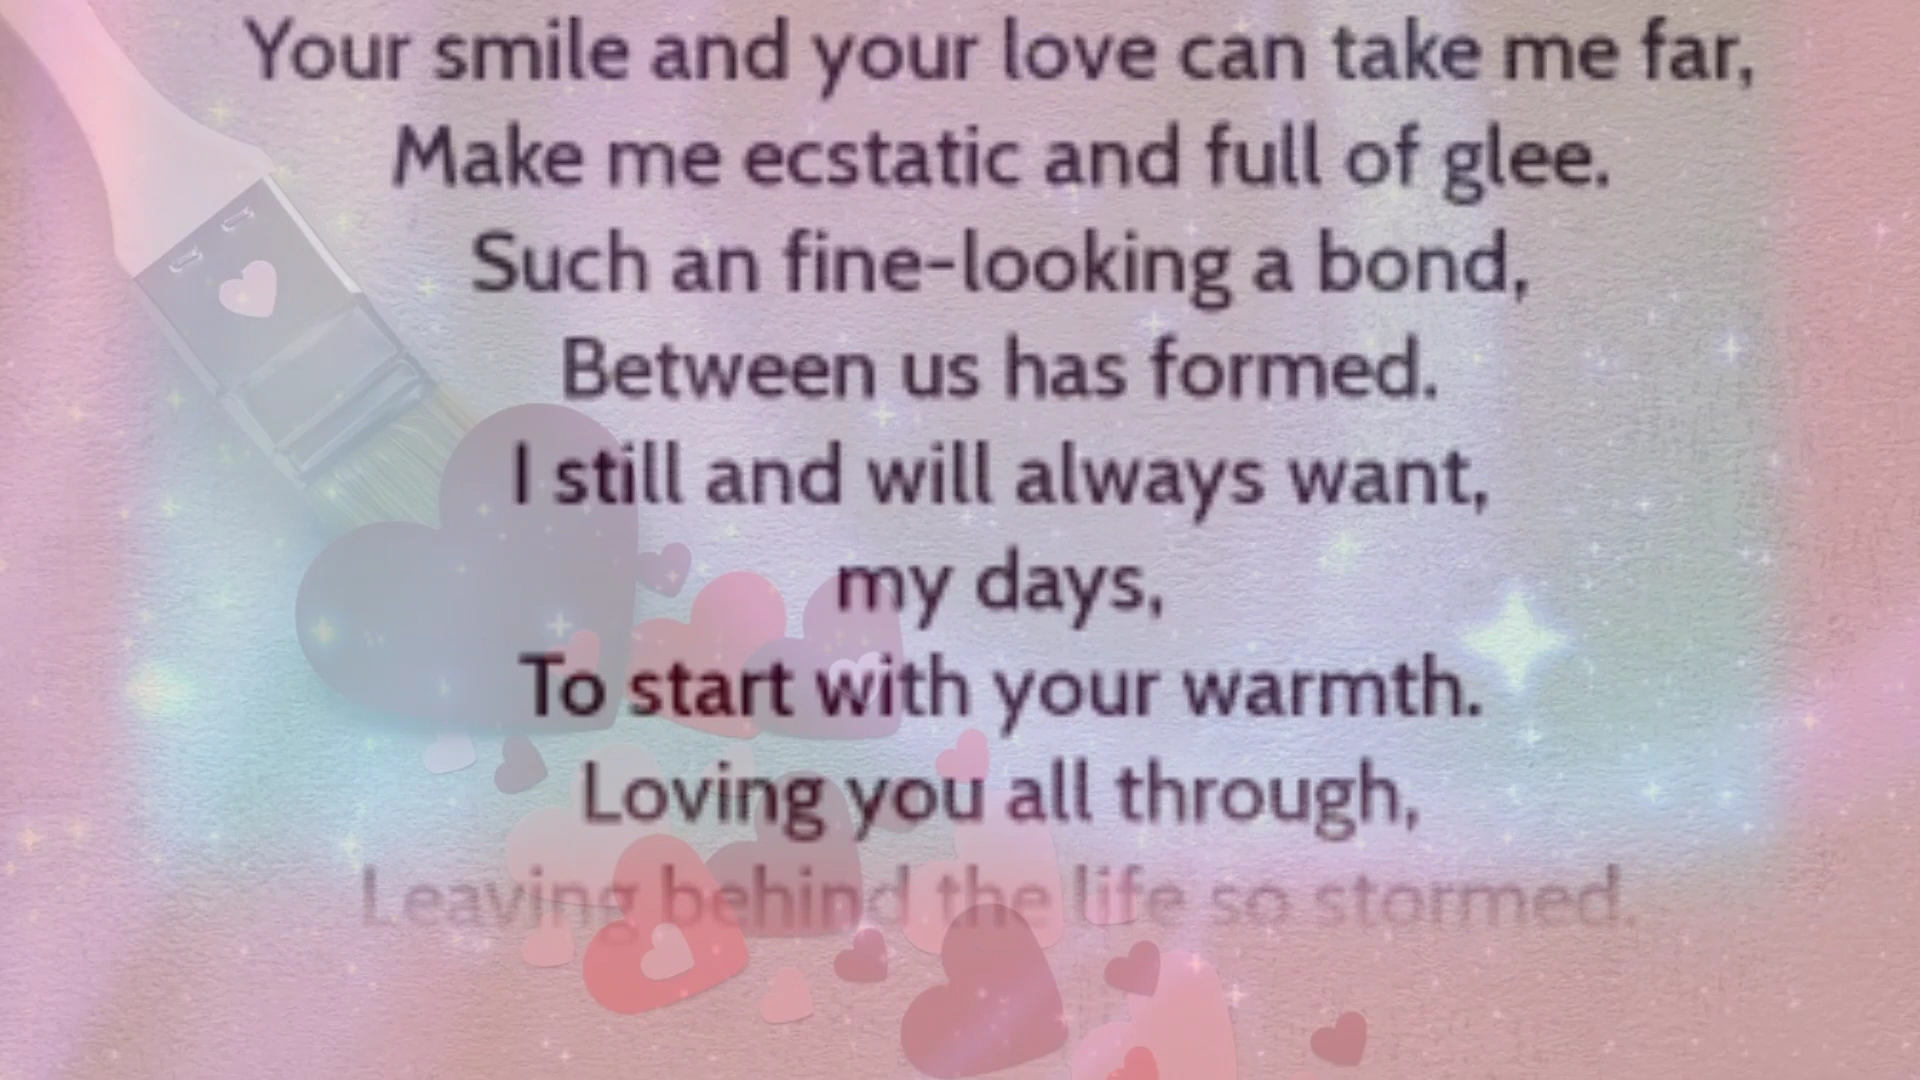 Your smile and your love can take me far,
Make me ecstatic and full of glee.
Such an fine-looking a bond,
Between us has formed.
I still and will always want,
my days,
To start with your warmth.
Loving you all through,
Leaving behind the life so stormed.